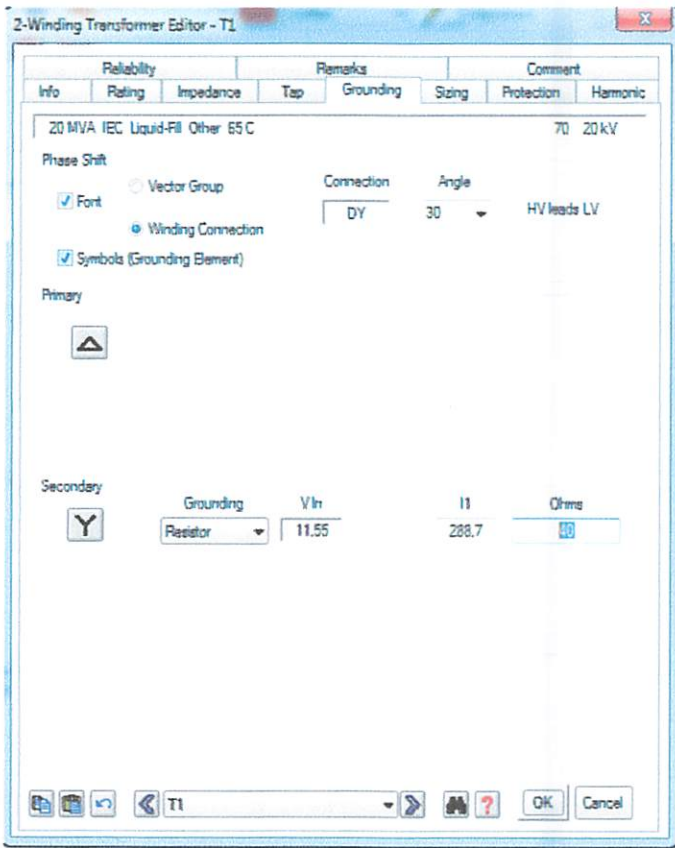 2-Winding Transformer Editor - T1
Reliability Remarks Comment
Info Rating Impedance Tap Grounding Sizing Protection Harmonic
20 MVA IEC Liquid-Fill Other 65 C 70 20 kV
Phase Shift
Vector Group Connection Angle
Font DY 30 HV leads LV
Winding Connection
Symbols (Grounding Element)
Primary
Secondary
Grounding V ln I1 Ohms
Y Resistor 11.55 288.7 40
T1 ? OK Cancel